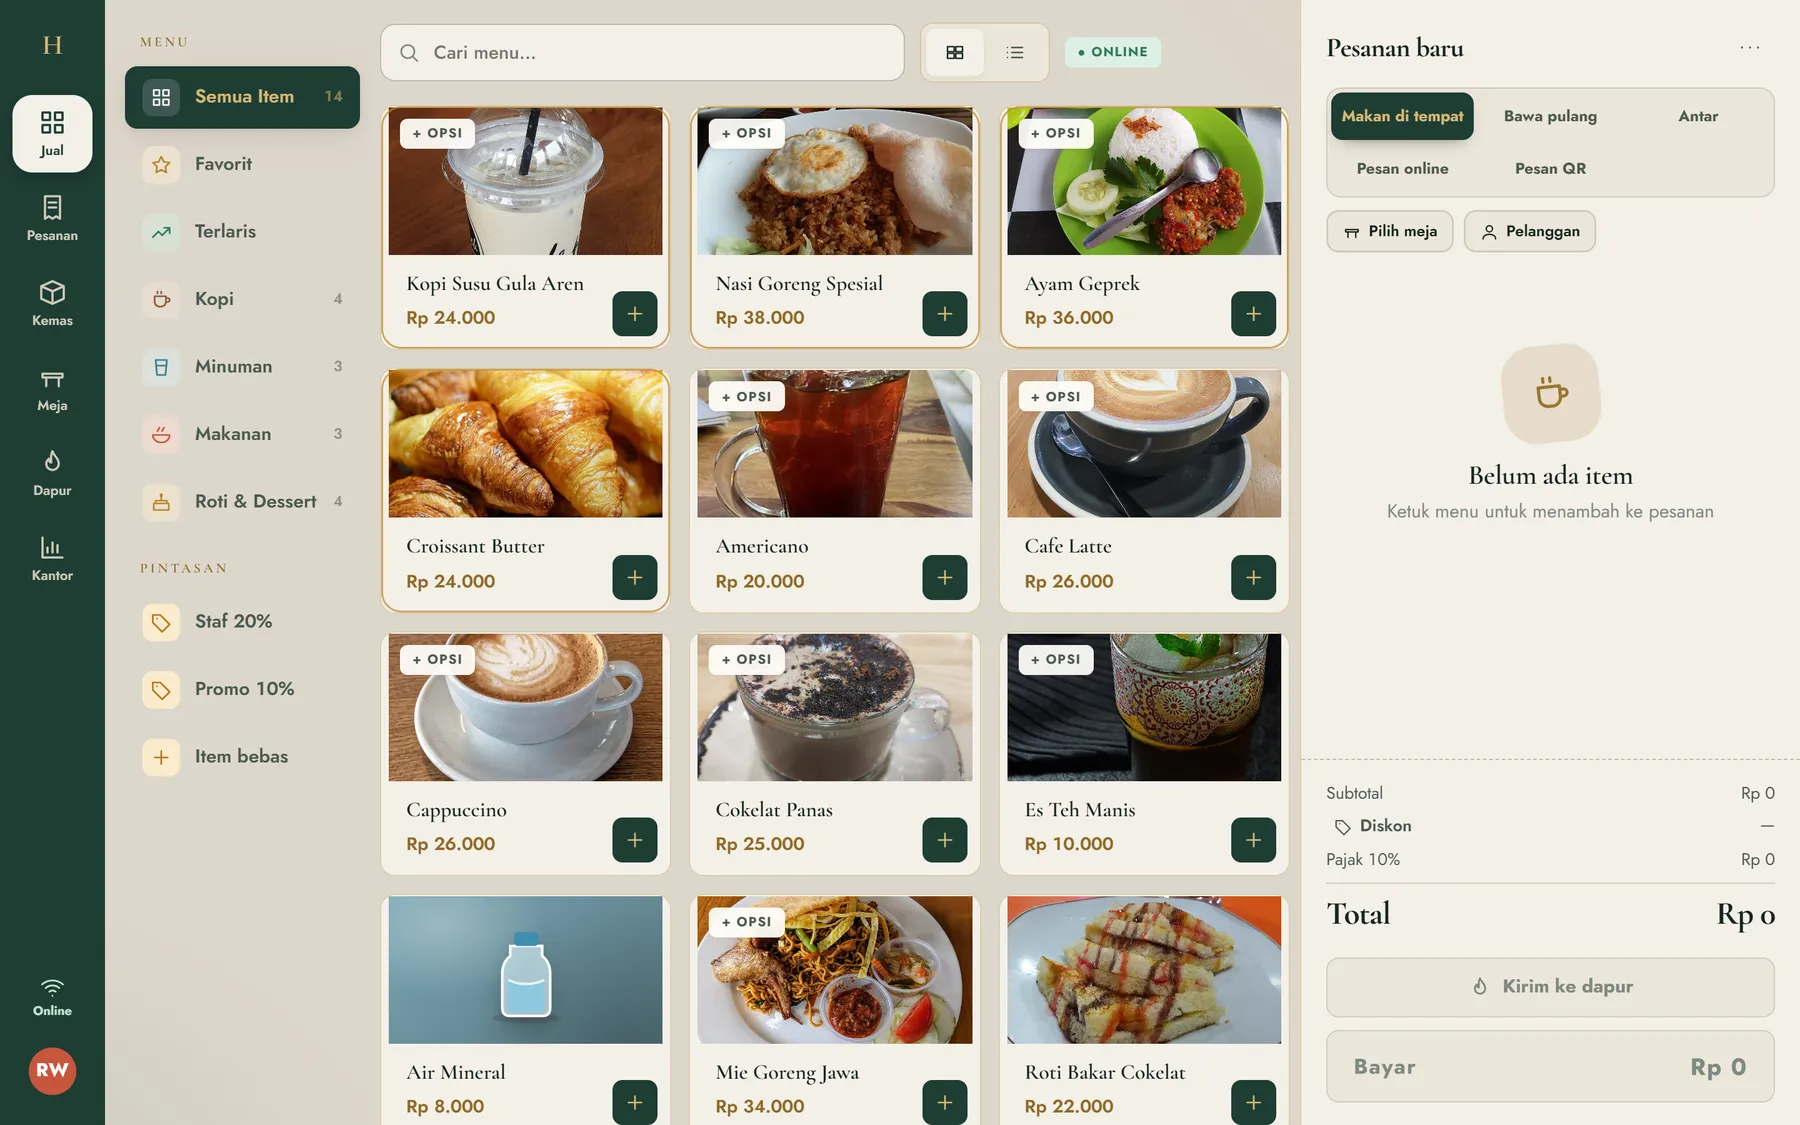 H
Jual
Pesanan
Kemas
Meja
Dapur
Kantor
Online
RW
MENU
Semua Item 14
Favorit
Terlaris
Kopi 4
Minuman 3
Makanan 3
Roti & Dessert 4
PINTASAN
Staf 20%
Promo 10%
Item bebas
Cari menu...
• ONLINE
+ OPSI
Kopi Susu Gula Aren
Rp 24.000
+ OPSI
Nasi Goreng Spesial
Rp 38.000
+ OPSI
Ayam Geprek
Rp 36.000
Croissant Butter
Rp 24.000
+ OPSI
Americano
Rp 20.000
+ OPSI
Cafe Latte
Rp 26.000
+ OPSI
Cappuccino
Rp 26.000
+ OPSI
Cokelat Panas
Rp 25.000
+ OPSI
Es Teh Manis
Rp 10.000
Air Mineral
Rp 8.000
+ OPSI
Mie Goreng Jawa
Rp 34.000
Roti Bakar Cokelat
Rp 22.000
Pesanan baru
...
Makan di tempat Bawa pulang Antar
Pesan online Pesan QR
Pilih meja Pelanggan
Belum ada item
Ketuk menu untuk menambah ke pesanan
Subtotal Rp 0
Diskon —
Pajak 10% Rp 0
Total Rp 0
Kirim ke dapur
Bayar Rp 0